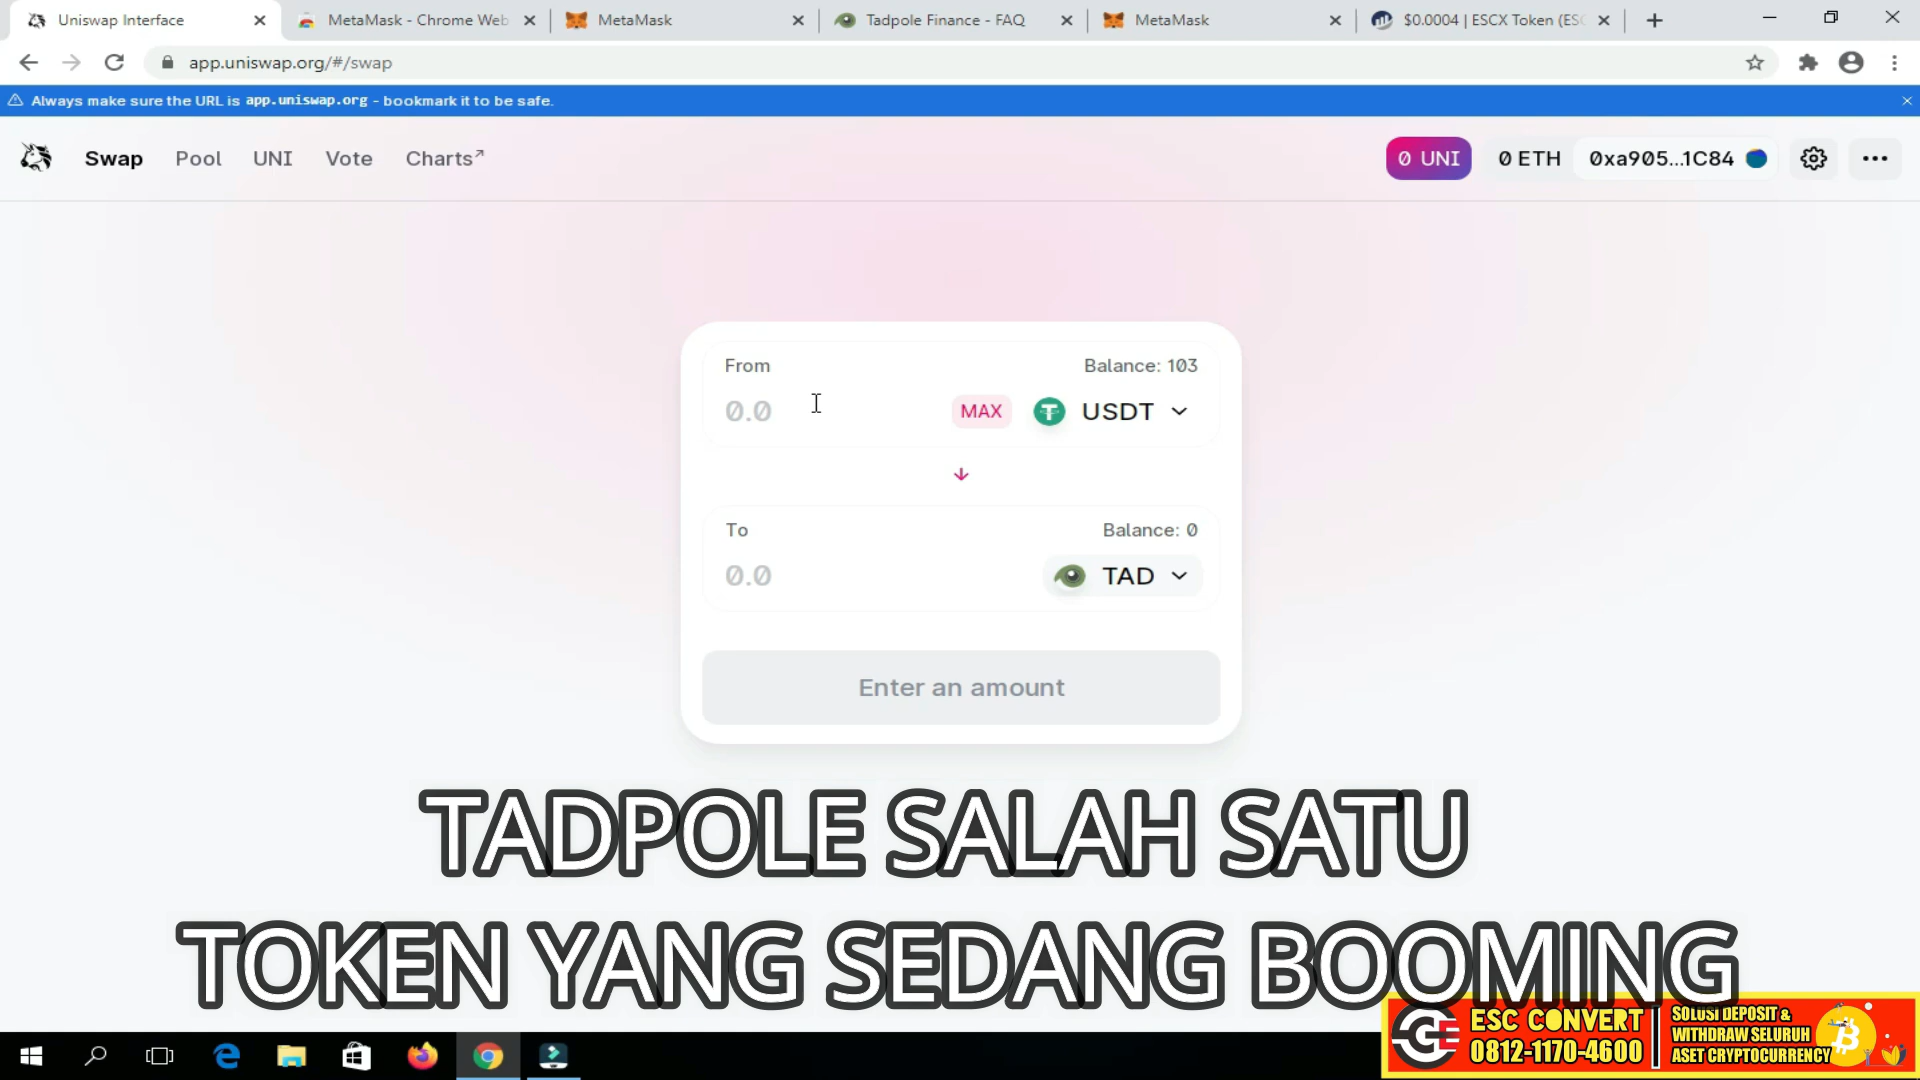 Uniswap Interface
MetaMask - Chrome Web
MetaMask
Tadpole Finance - FAQ
MetaMask
$0.0004 | ESCX Token (ESC
app.uniswap.org/#/swap
Always make sure the URL is app.uniswap.org - bookmark it to be safe.
Swap Pool UNI Vote Charts↗
0 UNI 0 ETH 0xa905...1C84
From Balance: 103
0.0 MAX USDT
To Balance: 0
0.0 TAD
Enter an amount
TADPOLE SALAH SATU
TOKEN YANG SEDANG BOOMING
ESC CONVERT
0812-1170-4600
SOLUSI DEPOSIT &
WITHDRAW SELURUH
ASET CRYPTOCURRENCY